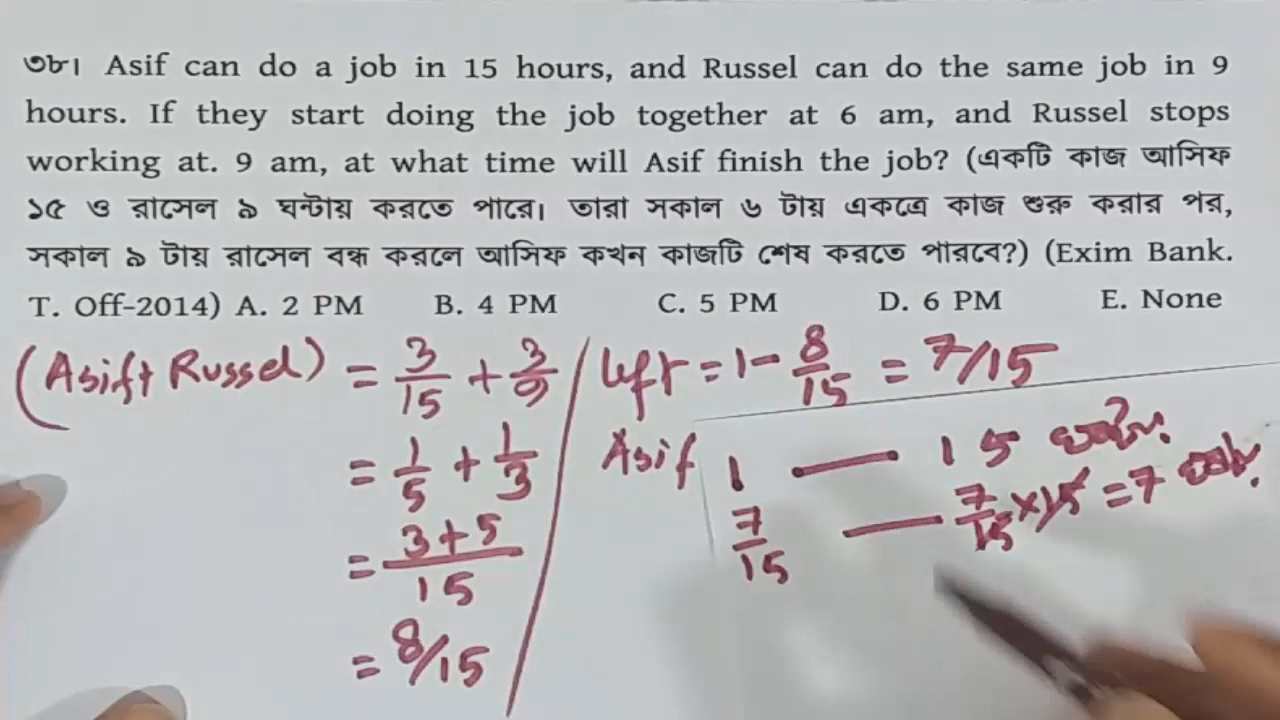 ৩৮। Asif can do a job in 15 hours, and Russel can do the same job in 9
hours. If they start doing the job together at 6 am, and Russel stops
working at. 9 am, at what time will Asif finish the job? (একটি কাজ আসিফ
১৫ ও রাসেল ৯ ঘন্টায় করতে পারে। তারা সকাল ৬ টায় একত্রে কাজ শুরু করার পর,
সকাল ৯ টায় রাসেল বন্ধ করলে আসিফ কখন কাজটি শেষ করতে পারবে?) (Exim Bank.
T. Off-2014) A. 2 PM B. 4 PM C. 5 PM D. 6 PM E. None
(Asif+ Russel) = 3/15 + 3/9
= 1/5 + 1/3
= 3+5/15
= 8/15
left = 1 - 8/15 = 7/15
Asif 1 — 15
7/15 — 7/15 × 15 = 7